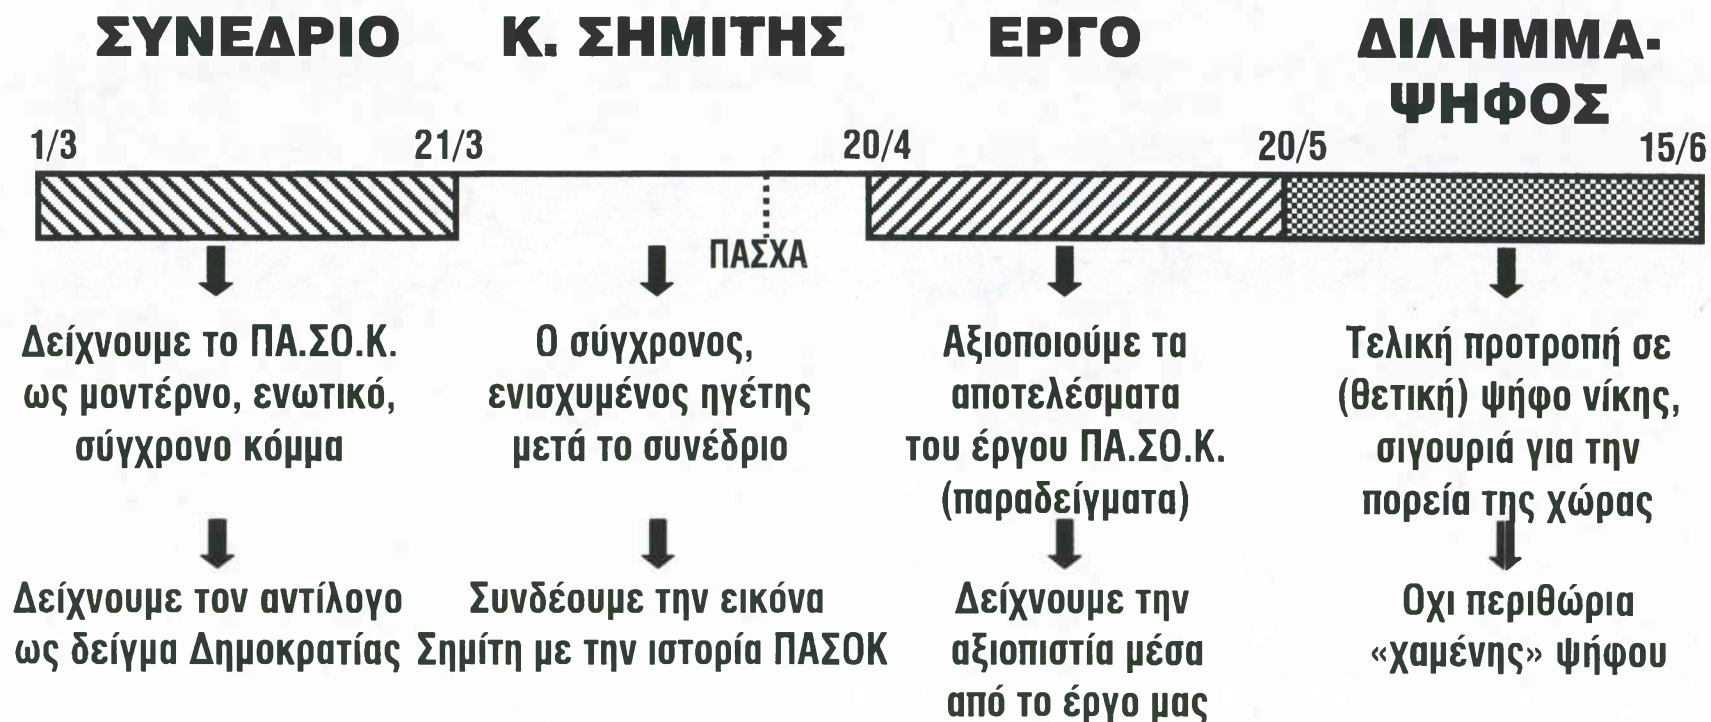 ΣΥΝΕΔΡΙΟ
Κ. ΣΗΜΙΤΗΣ
ΕΡΓΟ
ΔΙΛΗΜΜΑ-
ΨΗΦΟΣ
1/3
21/3
20/4
20/5
15/6
ΠΑΣΧΑ
Δείχνουμε το ΠΑ.ΣΟ.Κ.
ως μοντέρνο, ενωτικό,
σύγχρονο κόμμα
Δείχνουμε τον αντίλογο
ως δείγμα Δημοκρατίας
Ο σύγχρονος,
ενισχυμένος ηγέτης
μετά το συνέδριο
Συνδέουμε την εικόνα
Σημίτη με την ιστορία ΠΑΣΟΚ
Αξιοποιούμε τα
αποτελέσματα
του έργου ΠΑ.ΣΟ.Κ.
(παραδείγματα)
Δείχνουμε την
αξιοπιστία μέσα
από το έργο μας
Τελική προτροπή σε
(θετική) ψήφο νίκης,
σιγουριά για την
πορεία της χώρας
Οχι περιθώρια
«χαμένης» ψήφου